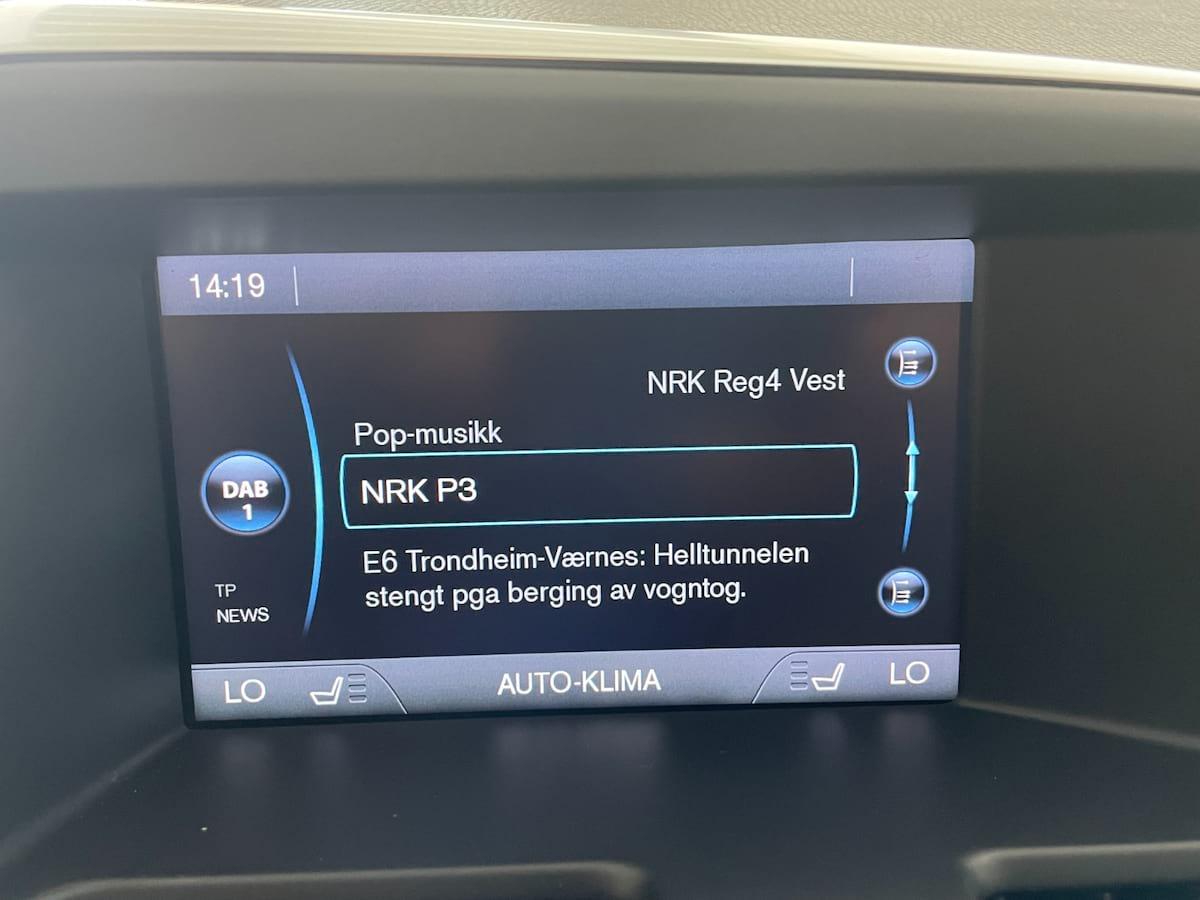 14:19
NRK Reg4 Vest
Pop-musikk
NRK P3
DAB
1
E6 Trondheim-Værnes: Helltunnelen
stengt pga berging av vogntog.
TP
NEWS
LO AUTO-KLIMA LO